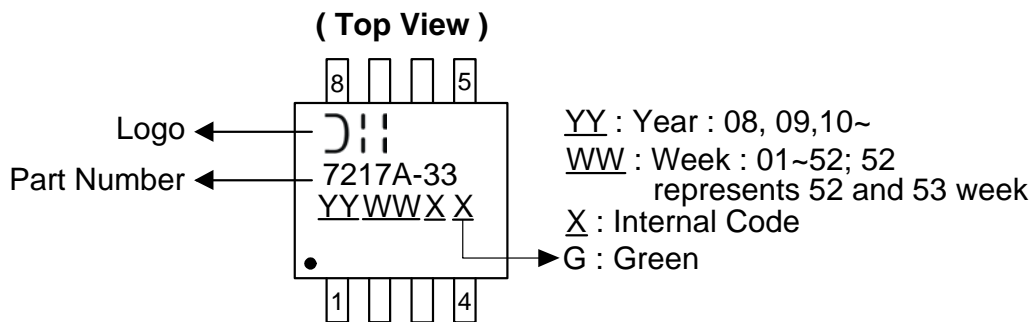 ( Top View )
8 5
Logo
Part Number
7217A-33
YYWWX X
1 4
YY : Year : 08, 09,10~
WW : Week : 01~52; 52
represents 52 and 53 week
X : Internal Code
G : Green